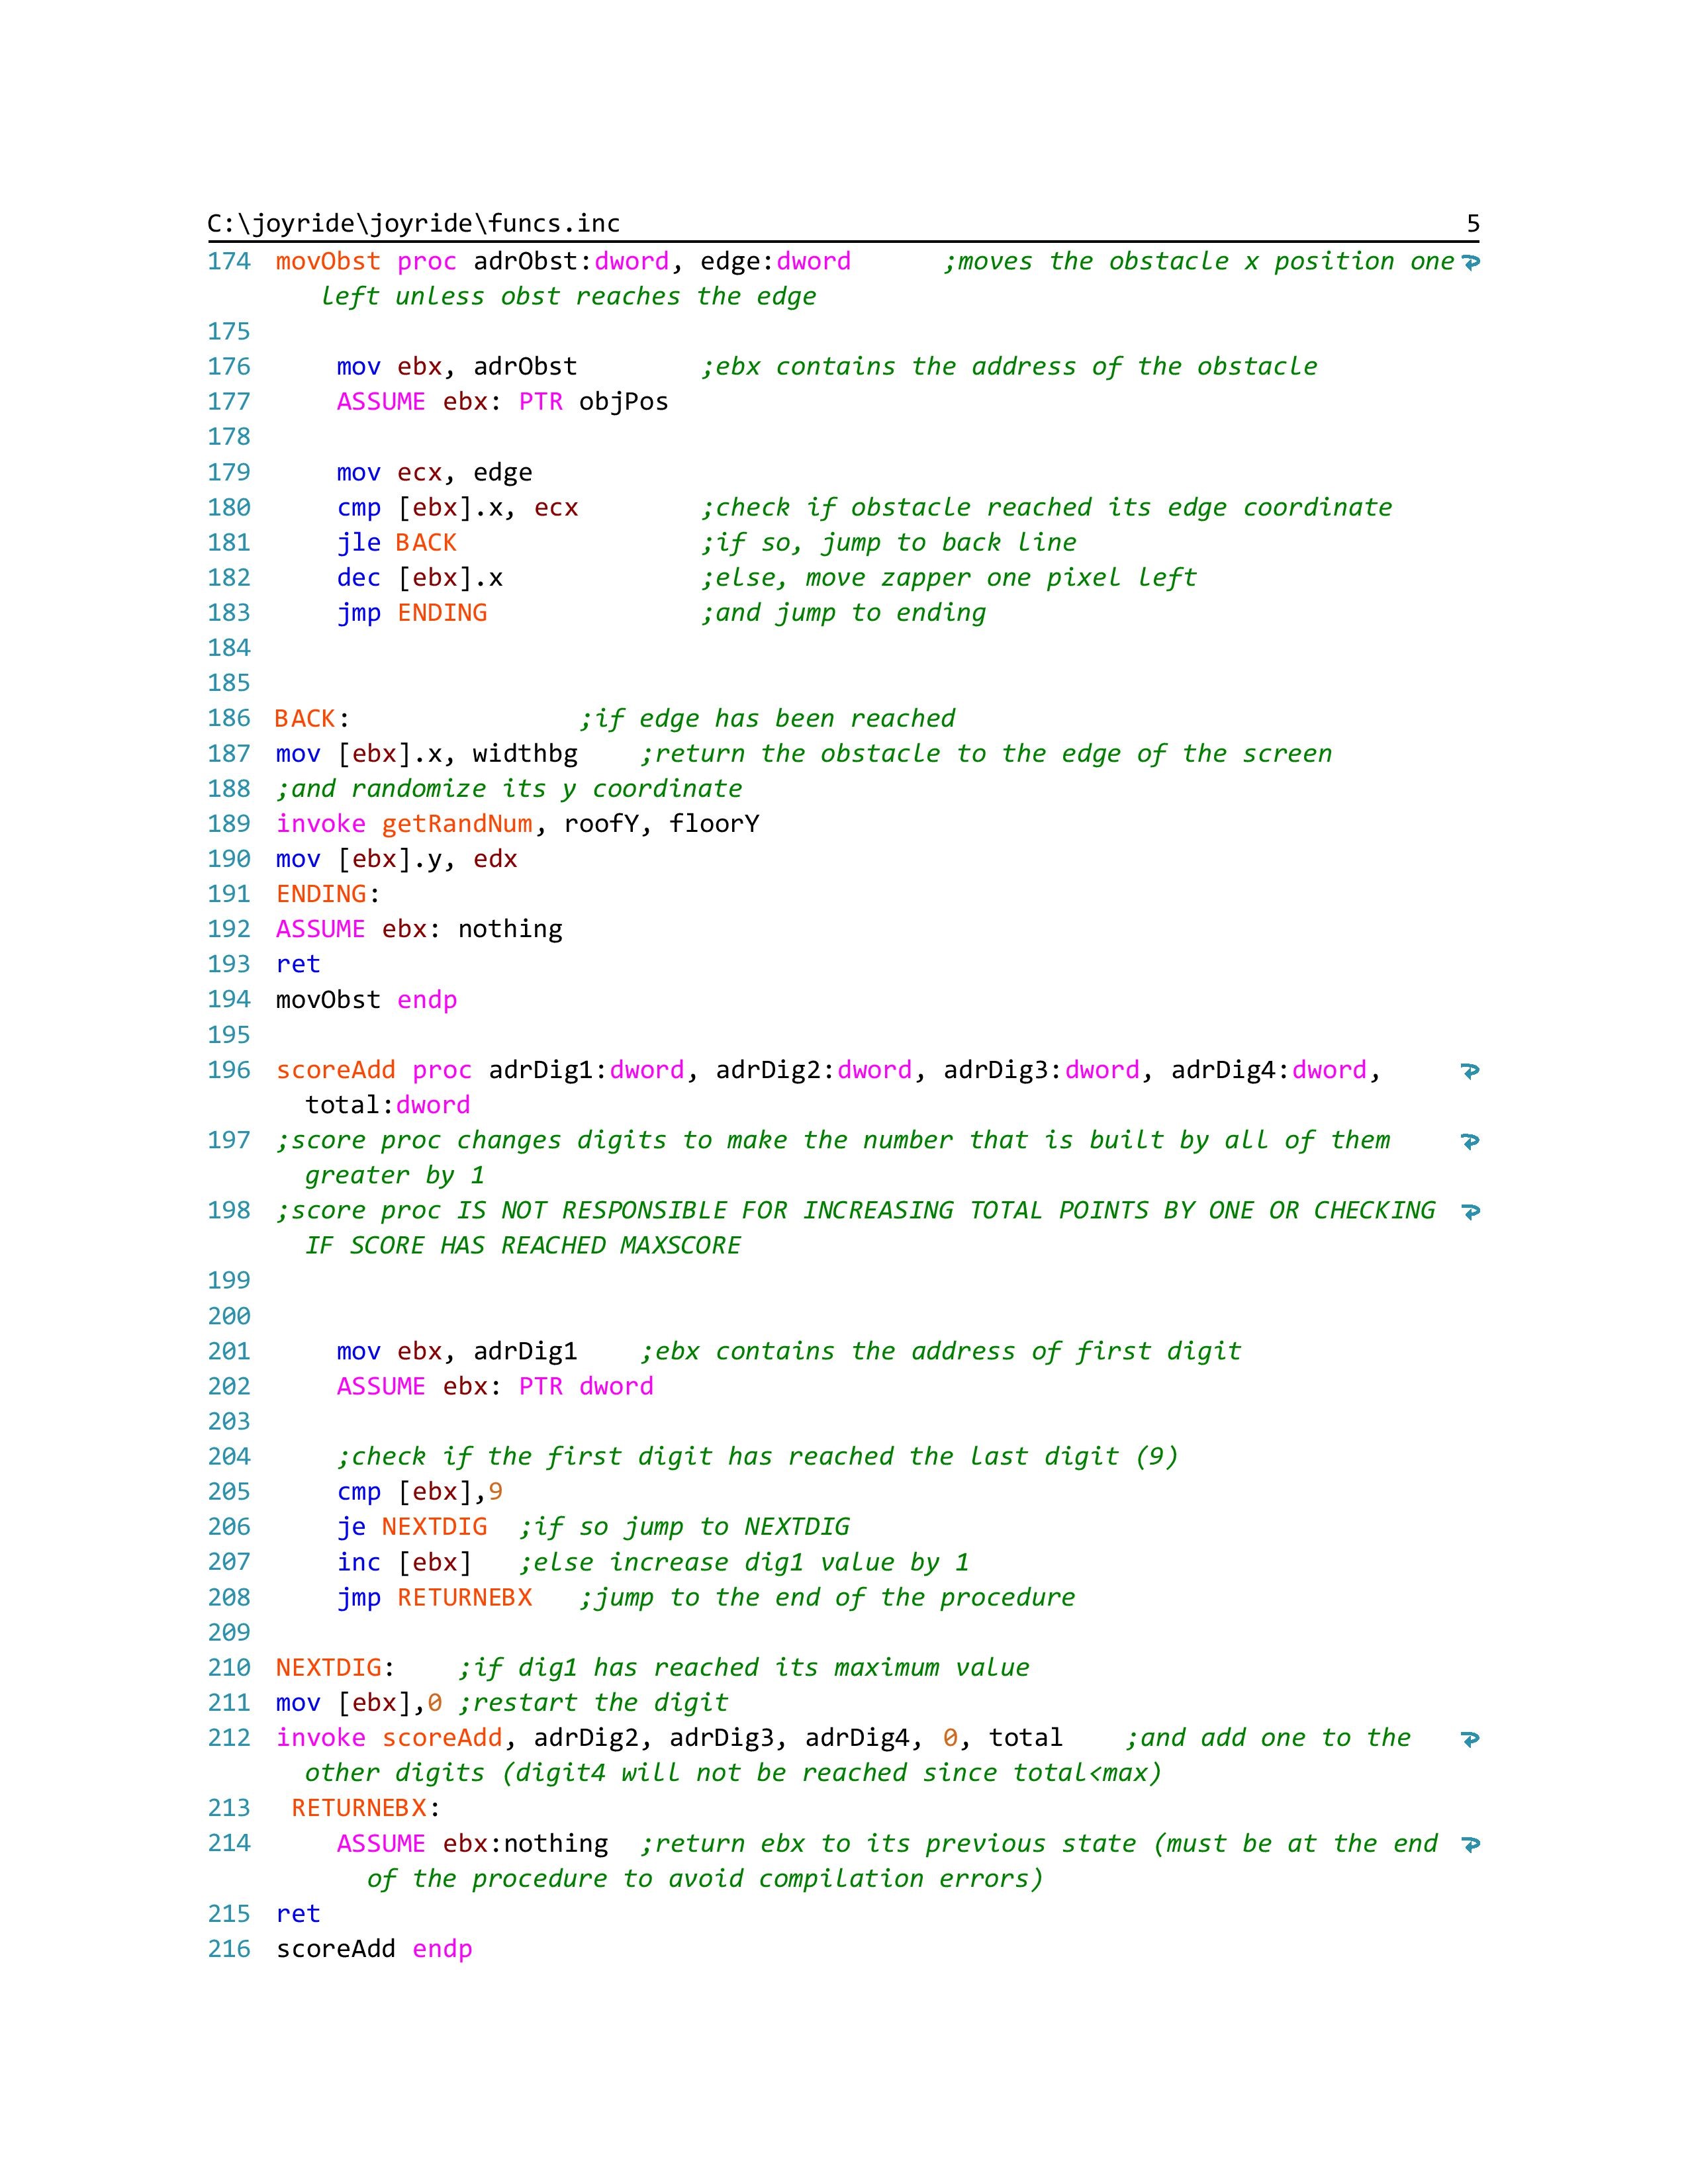 C:\joyride\joyride\funcs.inc 5
174 movObst proc adrObst:dword, edge:dword ;moves the obstacle x position one
left unless obst reaches the edge
175
176 mov ebx, adrObst ;ebx contains the address of the obstacle
177 ASSUME ebx: PTR objPos
178
179 mov ecx, edge
180 cmp [ebx].x, ecx ;check if obstacle reached its edge coordinate
181 jle BACK ;if so, jump to back line
182 dec [ebx].x ;else, move zapper one pixel left
183 jmp ENDING ;and jump to ending
184
185
186 BACK: ;if edge has been reached
187 mov [ebx].x, widthbg ;return the obstacle to the edge of the screen
188 ;and randomize its y coordinate
189 invoke getRandNum, roofY, floorY
190 mov [ebx].y, edx
191 ENDING:
192 ASSUME ebx: nothing
193 ret
194 movObst endp
195
196 scoreAdd proc adrDig1:dword, adrDig2:dword, adrDig3:dword, adrDig4:dword,
total:dword
197 ;score proc changes digits to make the number that is built by all of them
greater by 1
198 ;score proc IS NOT RESPONSIBLE FOR INCREASING TOTAL POINTS BY ONE OR CHECKING
IF SCORE HAS REACHED MAXSCORE
199
200
201 mov ebx, adrDig1 ;ebx contains the address of first digit
202 ASSUME ebx: PTR dword
203
204 ;check if the first digit has reached the last digit (9)
205 cmp [ebx],9
206 je NEXTDIG ;if so jump to NEXTDIG
207 inc [ebx] ;else increase dig1 value by 1
208 jmp RETURNEBX ;jump to the end of the procedure
209
210 NEXTDIG: ;if dig1 has reached its maximum value
211 mov [ebx],0 ;restart the digit
212 invoke scoreAdd, adrDig2, adrDig3, adrDig4, 0, total ;and add one to the
other digits (digit4 will not be reached since total<max)
213 RETURNEBX:
214 ASSUME ebx:nothing ;return ebx to its previous state (must be at the end
of the procedure to avoid compilation errors)
215 ret
216 scoreAdd endp